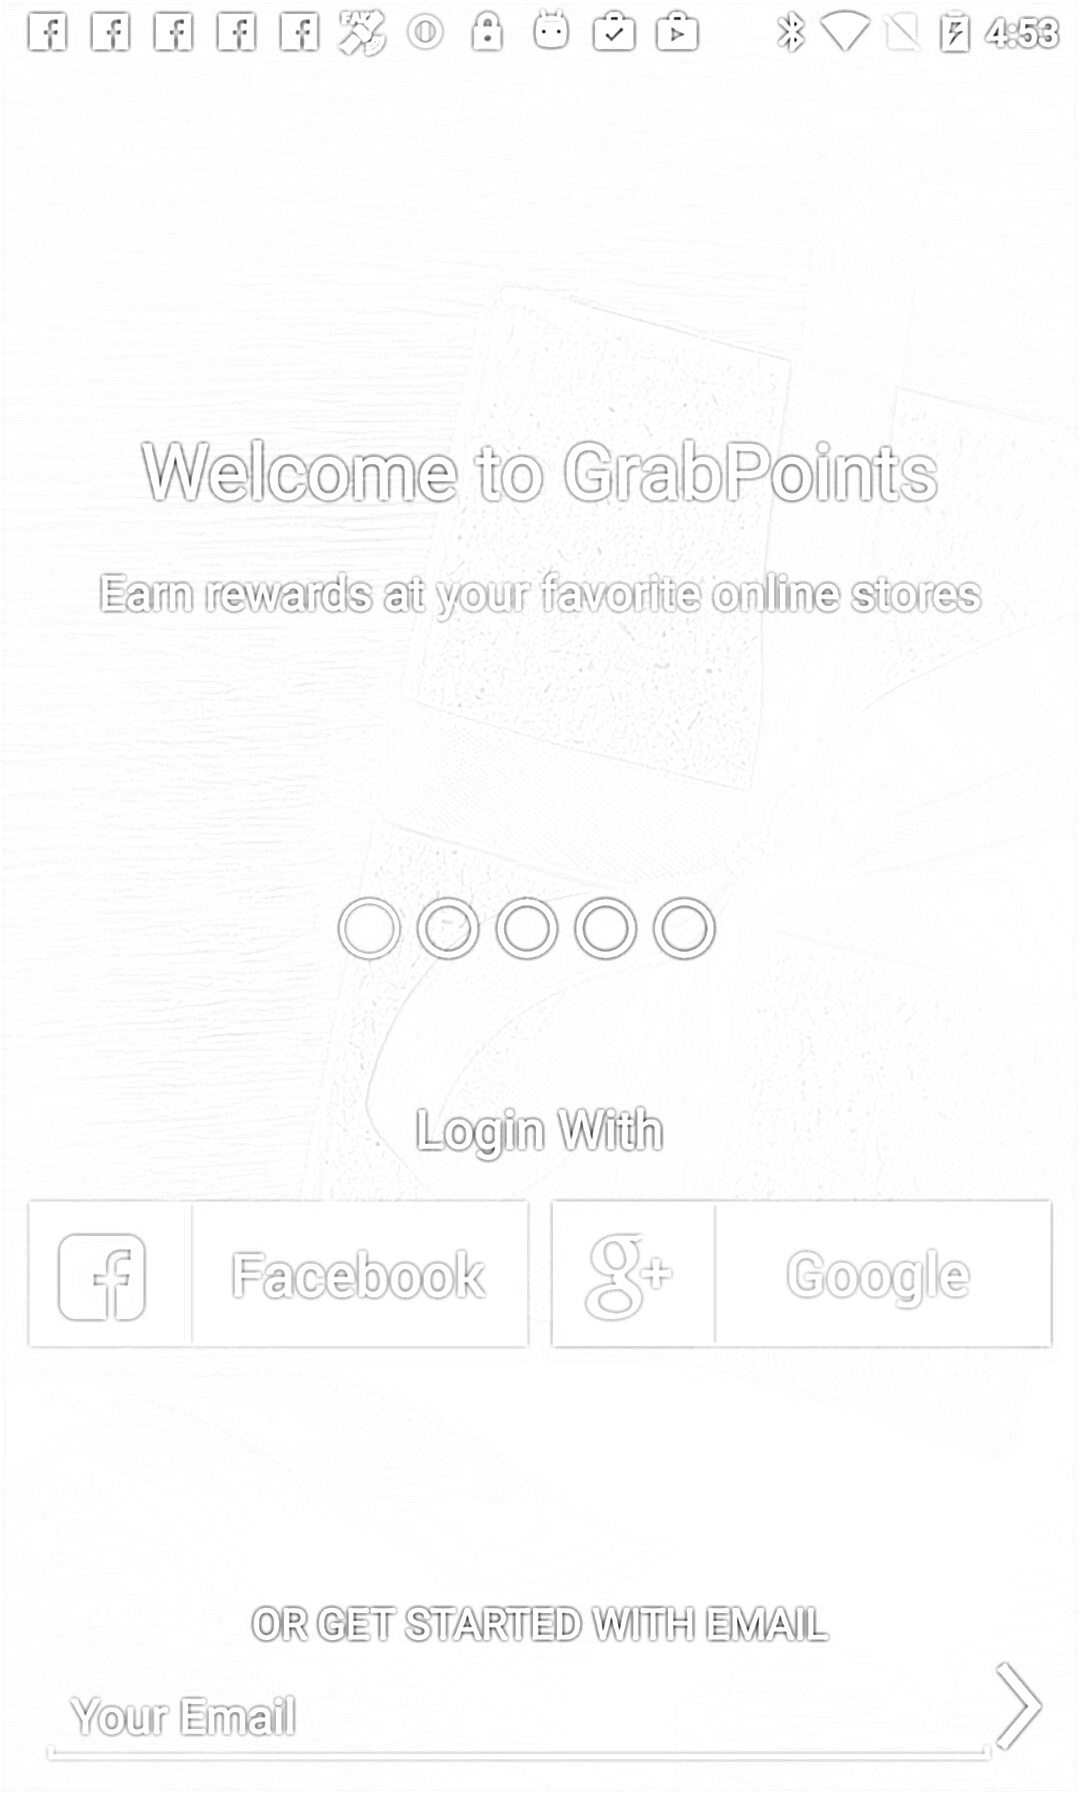 4:53
Welcome to GrabPoints
Earn rewards at your favorite online stores
Login With
Facebook
Google
OR GET STARTED WITH EMAIL
Your Email